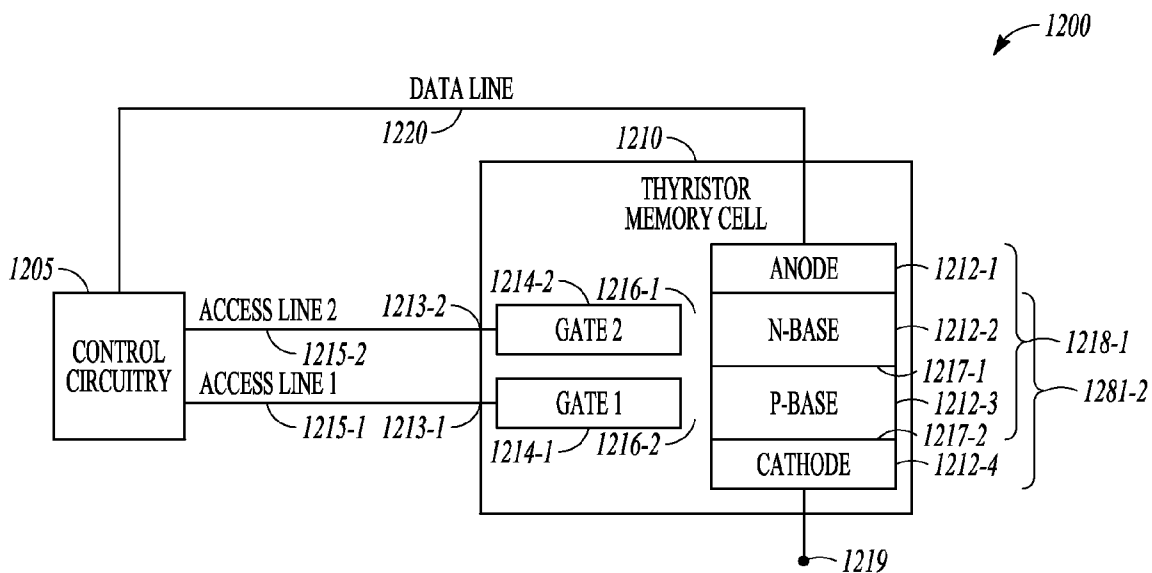 1200
DATA LINE
1220
1210
THYRISTOR
MEMORY CELL
1205
ANODE
1212-1
1214-2
1216-1
ACCESS LINE 2
1213-2
GATE 2
N-BASE
1212-2
1218-1
CONTROL
CIRCUITRY
1215-2
1217-1
ACCESS LINE 1
1281-2
GATE 1
P-BASE
1212-3
1215-1
1213-1
1214-1
1216-2
1217-2
CATHODE
1212-4
1219